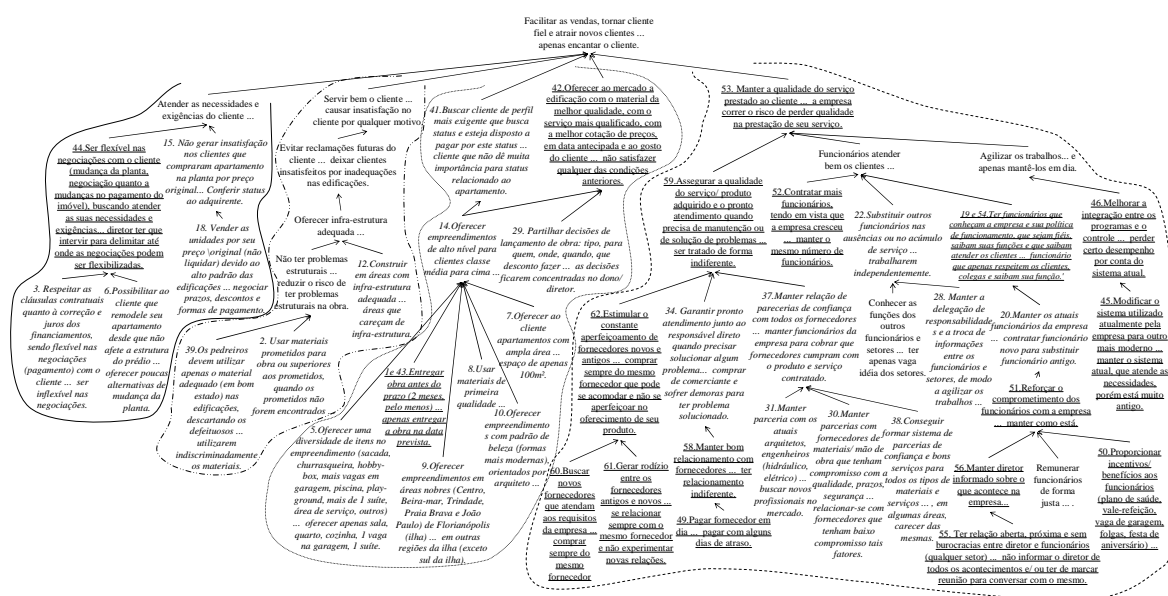 Facilitar as vendas, tornar cliente
fiel e atrair novos clientes ...
apenas encantar o cliente.
Atender as necessidades e
exigências do cliente ...
44.Ser flexível nas
negociações com o cliente
(mudança da planta,
negociação quanto a
mudanças no pagamento do
imóvel), buscando atender
as suas necessidades e
exigências... diretor ter que
intervir para delimitar até
onde as negociações podem
ser flexibilizadas.
15. Não gerar insatisfação
nos clientes que
compraram apartamento
na planta por preço
original... Conferir status
ao adquirente.
18. Vender as
unidades por seu
preço \original (não
liquidar) devido ao
alto padrão das
edificações ... negociar
prazos, descontos e
formas de pagamento.
3. Respeitar as
cláusulas contratuais
quanto à correção e
juros dos
financiamentos,
sendo flexível nas
negociações
(pagamento) com o
cliente ... ser
inflexível nas
negociações.
6.Possibilitar ao
cliente que
remodele seu
apartamento
desde que não
afete a estrutura
do prédio ...
oferecer poucas
alternativas de
mudança da
planta.
Servir bem o cliente ...
causar insatisfação no
cliente por qualquer motivo.
Evitar reclamações futuras do
cliente ... deixar clientes
insatisfeitos por inadequações
nas edificações.
Oferecer infra-estrutura
adequada ...
Não ter problemas
estruturais ...
reduzir o risco de
ter problemas
estruturais na obra.
12.Construir
em áreas com
infra-estrutura
adequada ...
áreas que
careçam de
infra-estrutura.
39.Os pedreiros
devem utilizar
apenas o material
adequado (em bom
estado) nas
edificações,
descartando os
defeituosos ...
utilizarem
indiscriminadamente
os materiais.
2. Usar materiais
prometidos para
obra ou superiores
aos prometidos,
quando os
prometidos não
forem encontrados
41.Buscar cliente de perfil
mais exigente que busca
status e esteja disposto a
pagar por este status ...
cliente que não dê muita
importância para status
relacionado ao
apartamento.
42.Oferecer ao mercado a
edificação com o material da
melhor qualidade, com o
serviço mais qualificado, com
a melhor cotação de preços,
em data antecipada e ao gosto
do cliente ... não satisfazer
qualquer das condições
anteriores.
14.Oferecer
empreendimentos
de alto nível para
clientes classe
média para cima ...
29. Partilhar decisões de
lançamento de obra: tipo, para
quem, onde, quando, que
desconto fazer ... as decisões
ficarem concentradas no dono/
diretor.
5.Oferecer uma
diversidade de itens no
empreendimento (sacada,
churrasqueira, hobby-
box, mais vagas em
garagem, piscina, play-
ground, mais de 1 suíte,
área de serviço, outros)
... oferecer apenas sala,
quarto, cozinha, 1 vaga
na garagem, 1 suíte.
1e 43.Entregar
obra antes do
prazo (2 meses,
pelo menos) ...
apenas entregar
a obra na data
prevista.
9.Oferecer
empreendimentos em
áreas nobres (Centro,
Beira-mar, Trindade,
Praia Brava e João
Paulo) de Florianópolis
(ilha) ... em outras
regiões da ilha (exceto
sul da ilha).
8.Usar
materiais de
primeira
qualidade ...
10.Oferecer
empreendimento
s com padrão de
beleza (formas
mais modernas),
orientados por
arquiteto ...
7.Oferecer ao
cliente
apartamentos
com ampla área ...
espaço de apenas
100m².
53. Manter a qualidade do serviço
prestado ao cliente ... a empresa
correr o risco de perder qualidade
na prestação de seu serviço.
59.Assegurar a qualidade
do serviço/ produto
adquirido e o pronto
atendimento quando
precisa de manutenção ou
de solução de problemas ...
ser tratado de forma
indiferente.
52.Contratar mais
funcionários,
tendo em vista que
a empresa cresceu
... manter o
mesmo número de
funcionários.
Funcionários atender
bem os clientes ...
Agilizar os trabalhos... e
apenas mantê-los em dia.
22.Substituir outros
funcionários nas
ausências ou no acúmulo
de serviço ...
trabalharem
independentemente.
19 e 54.Ter funcionários que
conheçam a empresa e sua política
de funcionamento, que sejam fiéis,
saibam suas funções e que saibam
atender os clientes ... funcionário
que apenas respeitem os clientes,
colegas e saibam sua função.'
46.Melhorar a
integração entre os
programas e o
controle ... perder
certo desempenho
por conta do
sistema atual.
45.Modificar o
sistema utilizado
atualmente pela
empresa para outro
mais moderno ...
manter o sistema
atual, que atende as
necessidades,
porém está muito
antigo.
62.Estimular o
constante
aperfeiçoamento de
fornecedores novos e
antigos ... comprar
sempre do mesmo
fornecedor que pode
se acomodar e não se
aperfeiçoar no
oferecimento de seu
produto.
34. Garantir pronto
atendimento junto ao
responsável direto
quando precisar
solucionar algum
problema... comprar
de comerciante e
sofrer demoras para
ter problema
solucionado.
37.Manter relação de
parecerias de confiança
com todos os fornecedores
... manter funcionários da
empresa para cobrar que
fornecedores cumpram com
o produto e serviço
contratado.
Conhecer as
funções dos
outros
funcionários e
setores ... ter
apenas vaga
idéia dos setores.
28. Manter a
delegação de
responsabilidade
s e a troca de
informações
entre os
funcionários e
setores, de modo
a agilizar os
trabalhos ...
20.Manter os atuais
funcionários da empresa ...
contratar funcionário
novo para substituir
funcionário antigo.
51.Reforçar o
comprometimento dos
funcionários com a empresa
... manter como está.
60.Buscar
novos
fornecedores
que atendam
aos requisitos
da empresa ...
comprar
sempre do
mesmo
fornecedor
61.Gerar rodízio
entre os
fornecedores
antigos e novos ...
se relacionar
sempre com o
mesmo fornecedor
e não experimentar
novas relações.
58.Manter bom
relacionamento com
fornecedores ... ter
relacionamento
indiferente.
49.Pagar fornecedor em
dia ... pagar com alguns
dias de atraso.
31.Manter
parceria com os
atuais
arquitetos,
engenheiros
(hidráulico,
elétrico) ...
buscar novos
profissionais no
mercado.
30.Manter
parcerias com
fornecedores de
materiais/ mão de
obra que tenham
compromisso com a
qualidade, prazos,
segurança ...
relacionar-se com
fornecedores que
tenham baixo
compromisso tais
fatores.
38.Conseguir
formar sistema de
parcerias de
confiança e bons
serviços para
todos os tipos de
materiais e
serviços ... , em
algumas áreas,
carecer das
mesmas.
56.Manter diretor
informado sobre o
que acontece na
empresa...
Remunerar
funcionários
de forma
justa ... .
50.Proporcionar
incentivo/
benefícios aos
funcionários
(plano de saúde,
vale-refeição,
vaga de garagem,
folgas, festa de
aniversário) ...
55. Ter relação aberta, próxima e sem
burocracias entre diretor e funcionários
(qualquer setor) ... não informar o diretor de
todos os acontecimentos e/ ou ter de marcar
reunião para conversar com o mesmo.